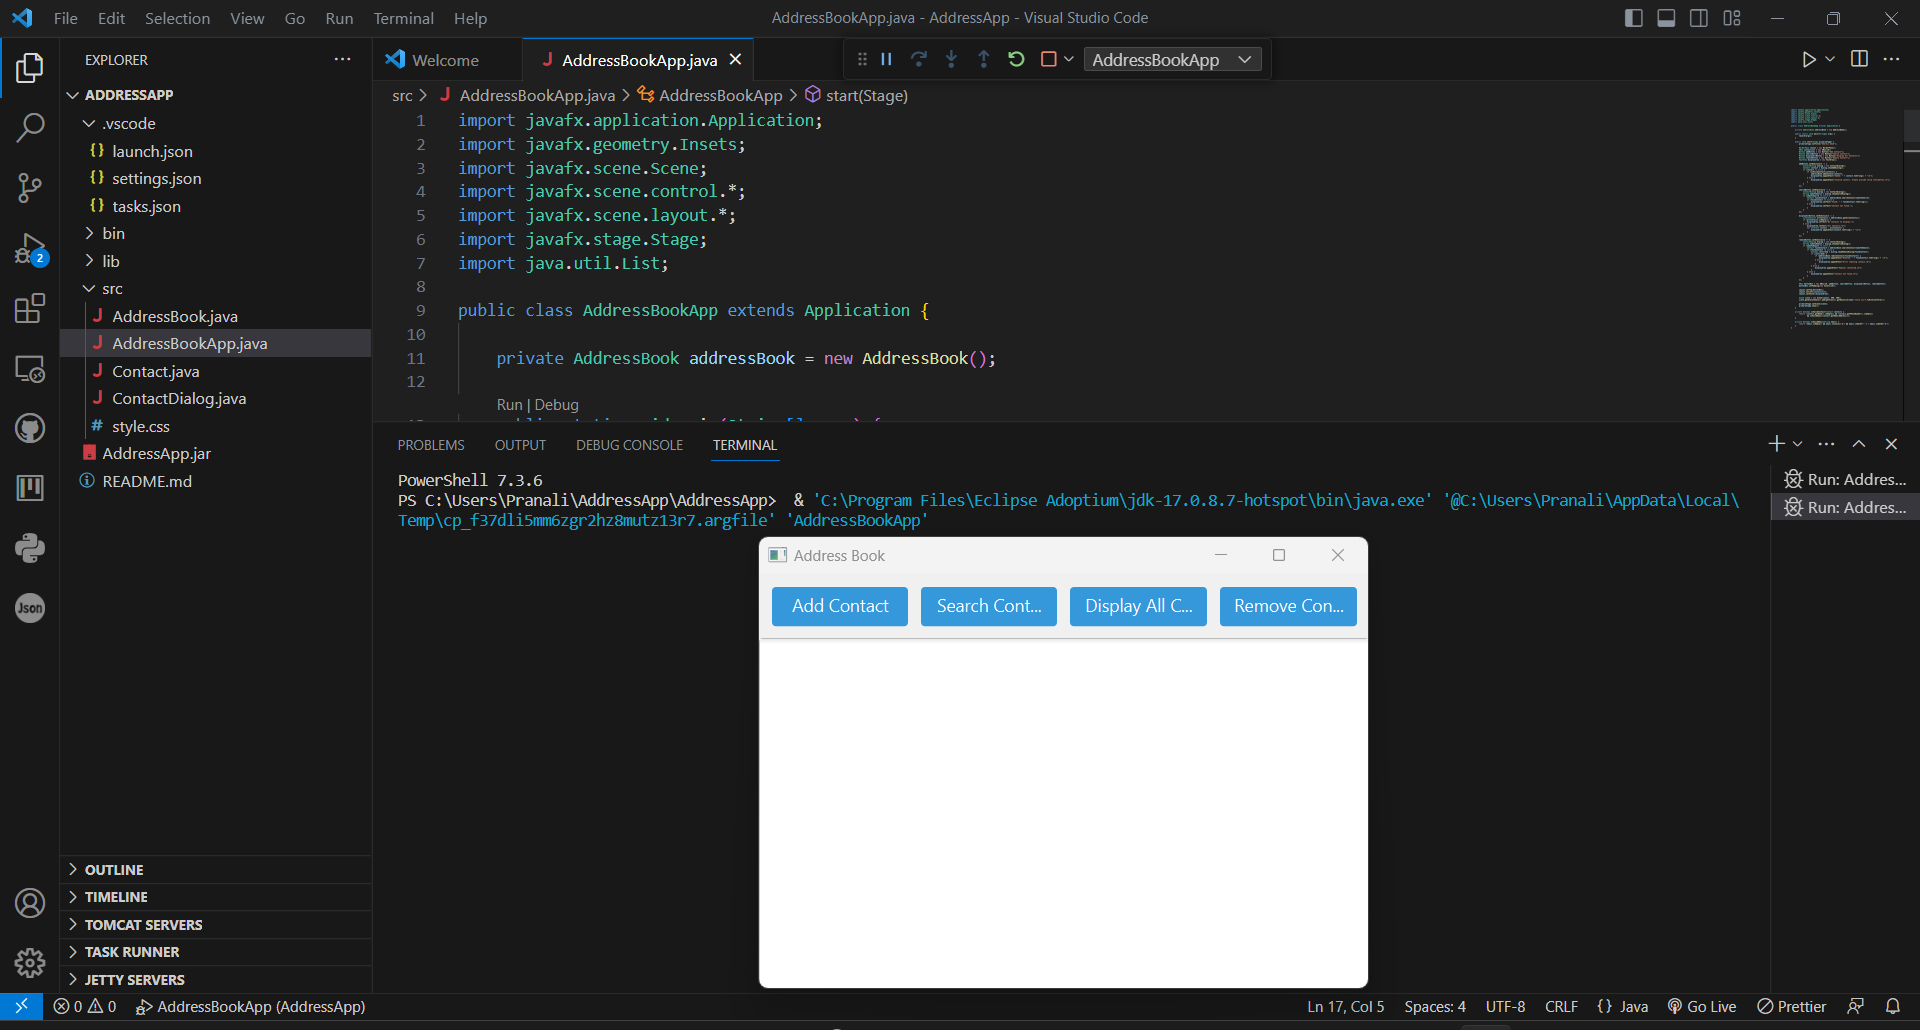 File Edit Selection View Go Run Terminal Help
AddressBookApp.java - AddressApp - Visual Studio Code
EXPLORER
Welcome
AddressBookApp.java
AddressBookApp
ADDRESSAPP
.vscode
launch.json
settings.json
tasks.json
bin
lib
src
AddressBook.java
AddressBookApp.java
Contact.java
ContactDialog.java
style.css
AddressApp.jar
README.md
2
Json
OUTLINE
TIMELINE
TOMCAT SERVERS
TASK RUNNER
JETTY SERVERS
src > AddressBookApp.java > AddressBookApp > start(Stage)
1 import javafx.application.Application;
2 import javafx.geometry.Insets;
3 import javafx.scene.Scene;
4 import javafx.scene.control.*;
5 import javafx.scene.layout.*;
6 import javafx.stage.Stage;
7 import java.util.List;
8
9 public class AddressBookApp extends Application {
10
11 private AddressBook addressBook = new AddressBook();
12
Run | Debug
PROBLEMS OUTPUT DEBUG CONSOLE TERMINAL
PowerShell 7.3.6
PS C:\Users\Pranali\AddressApp\AddressApp> & 'C:\Program Files\Eclipse Adoptium\jdk-17.0.8.7-hotspot\bin\java.exe' '@C:\Users\Pranali\AppData\Local\
Temp\cp_f37dli5mm6zgr2hz8mutz13r7.argfile' 'AddressBookApp'
Run: Addres...
Run: Addres...
Address Book
Add Contact
Search Cont...
Display All C...
Remove Con...
0 0 AddressBookApp (AddressApp)
Ln 17, Col 5 Spaces: 4 UTF-8 CRLF {} Java Go Live Prettier